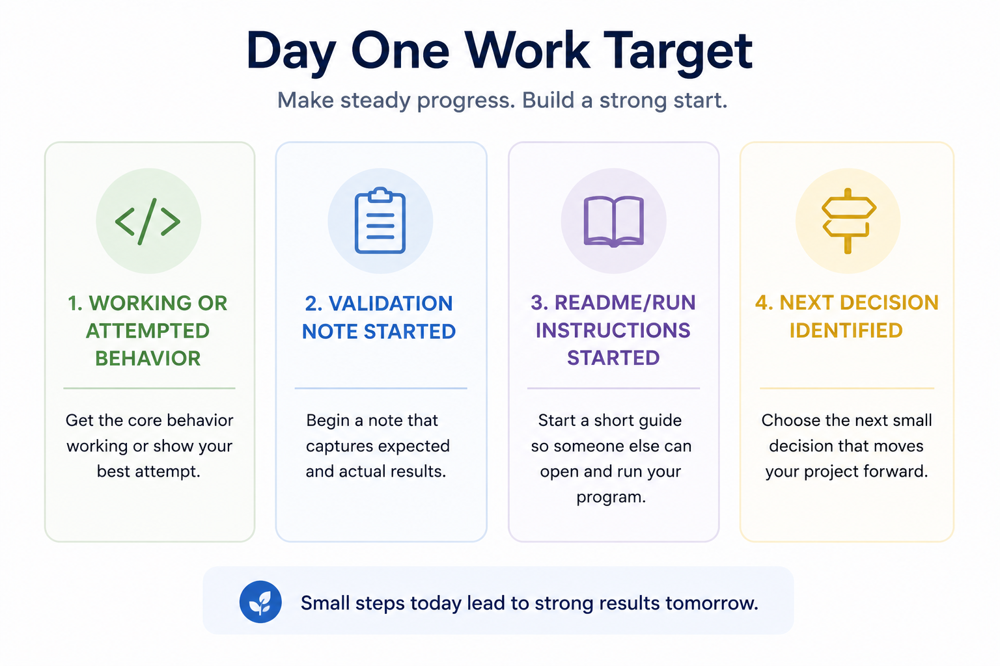 Day One Work Target
Make steady progress. Build a strong start.
1. WORKING OR
ATTEMPTED
BEHAVIOR
Get the core behavior
working or show your
best attempt.
2. VALIDATION
NOTE STARTED
Begin a note that
captures expected
and actual results.
3. README/RUN
INSTRUCTIONS
STARTED
Start a short guide
so someone else can
open and run your
program.
4. NEXT DECISION
IDENTIFIED
Choose the next small
decision that moves
your project forward.
Small steps today lead to strong results tomorrow.